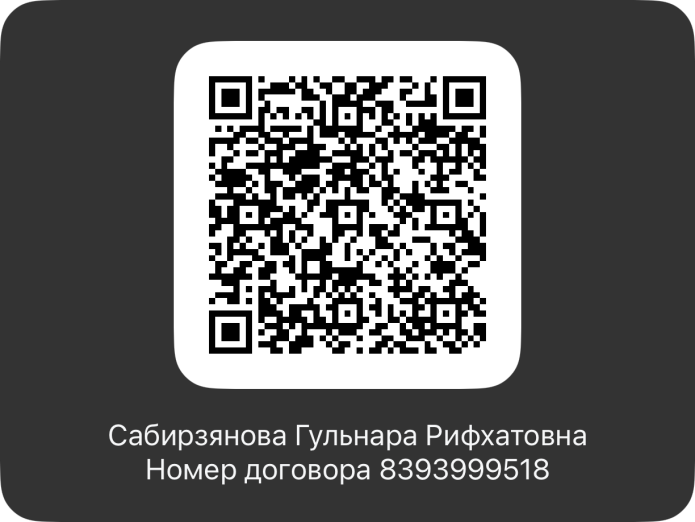 Сабирзянова Гульнара Рифхатовна
Номер договора 8393999518